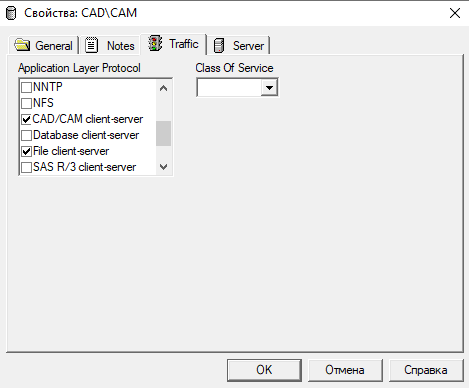 Свойства: CAD\CAM
General Notes Traffic Server
Application Layer Protocol Class Of Service
NNTP
NFS
CAD/CAM client-server
Database client-server
File client-server
SAS R/3 client-server
OK Отмена Справка